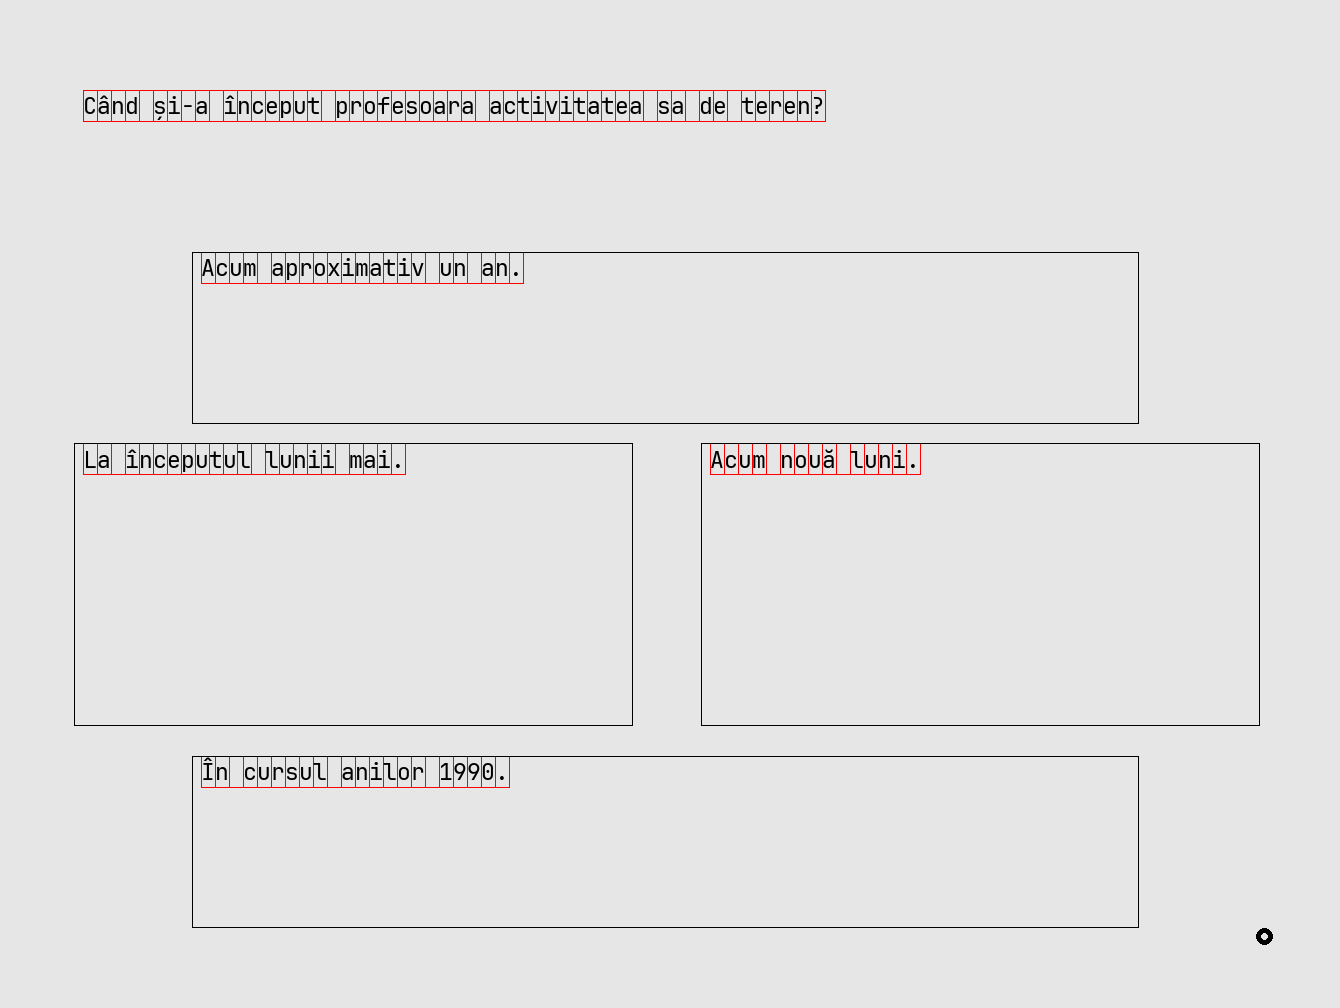 Când și-a început profesoara activitatea sa de teren?
Acum aproximativ un an.
La începutul lunii mai.
Acum nouă luni.
În cursul anilor 1990.